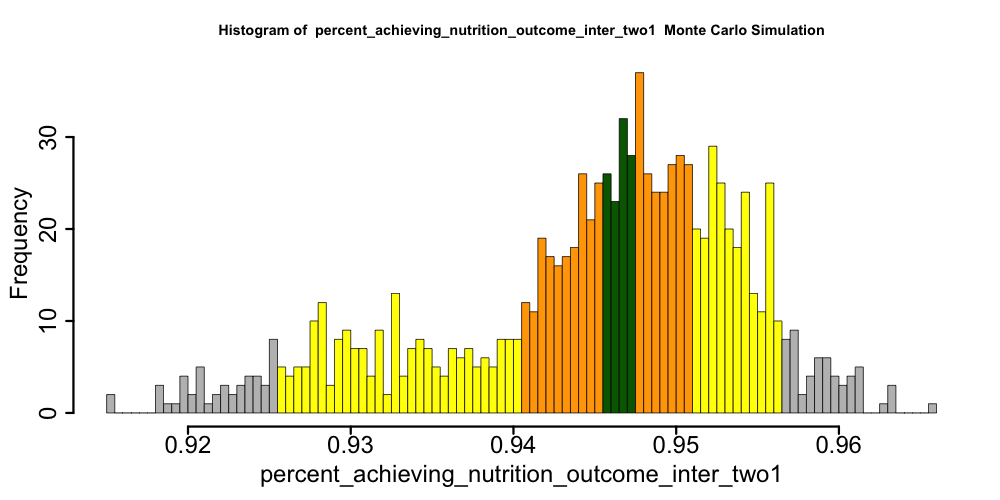 Histogram of percent_achieving_nutrition_outcome_inter_two1 Monte Carlo Simulation
Frequency
30
20
10
0
0.92 0.93 0.94 0.95 0.96
percent_achieving_nutrition_outcome_inter_two1